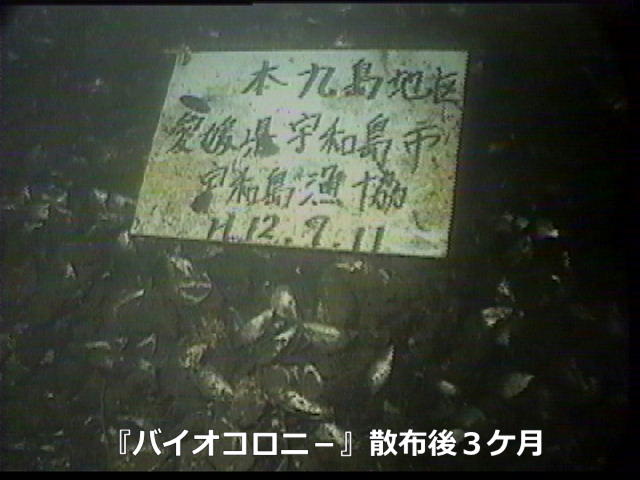 本九島地区
愛媛県宇和島市
宇和島漁協
H.12.9.11
『バイオコロニー』散布後３ケ月